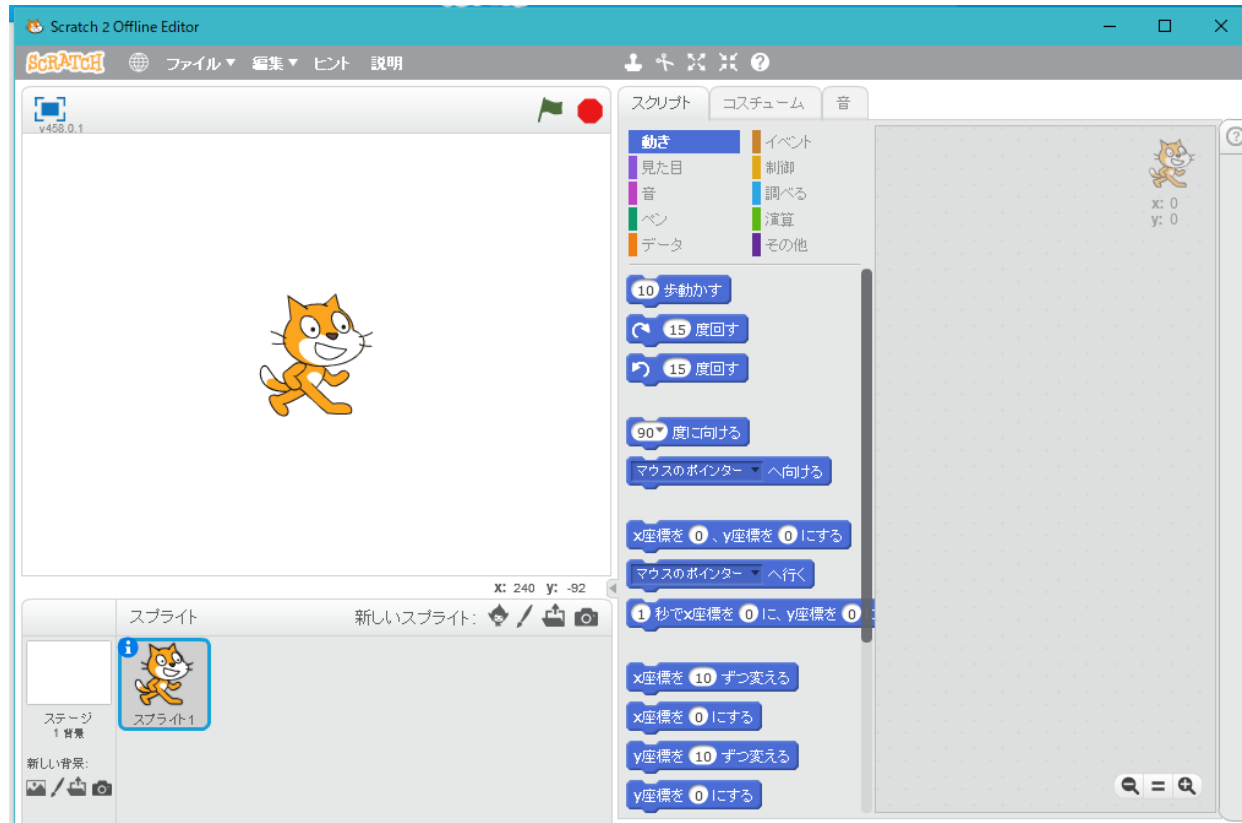 Scratch 2 Offline Editor
SCRATCH ファイル▼ 編集▼ ヒント 説明
v458.0.1
スクリプト コスチューム 音
動き イベント
見た目 制御
音 調べる
ペン 演算
データ その他
x: 0
y: 0
10 歩動かす
15 度回す
15 度回す
90▼ 度に向ける
マウスのポインター へ向ける
x座標を 0 、y座標を 0 にする
マウスのポインター へ行く
1 秒でx座標を 0 に、y座標を 0
x座標を 10 ずつ変える
x座標を 0 にする
y座標を 10 ずつ変える
y座標を 0 にする
x: 240 y: -92
スプライト 新しいスプライト:
スプライト1
ステージ
1 背景
新しい背景: